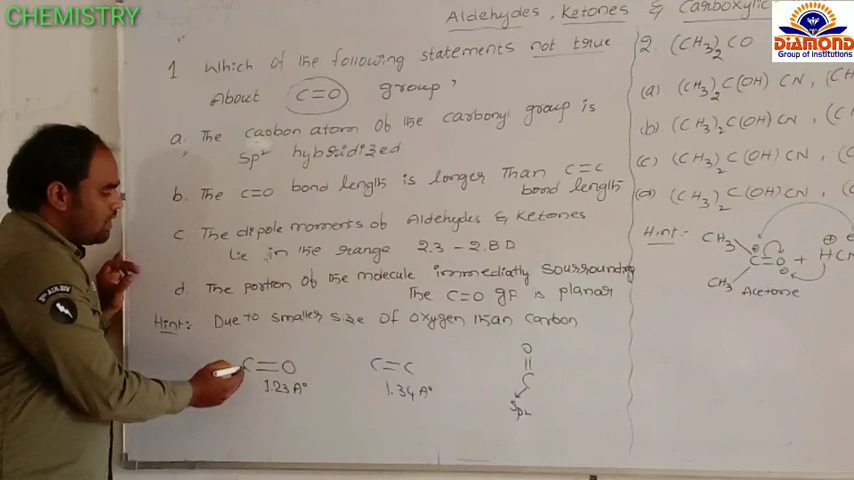 CHEMISTRY
DIAMOND
Group of Institutions
Aldehydes, Ketones & Carboxylic
1 Which of the following statements not true
About C=O group?
a. The carbon atom of the carbonyl group is
sp² hybridized
b. The C=O bond length is longer Than C=C
bond length
c. The dipole moments of Aldehydes & Ketones
Lie in the range 2.3 - 2.8 D
d. The portion of the molecule immediatly sourrounding
The C=O gp is planar
Hint: Due to smaller size of oxygen than carbon
C=O
1.23 A°
C=C
1.34 A°
O
||
C
Sp²
2. (CH3)2 CO
(a) (CH3)2 C(OH) CN, (CH
(b) (CH3)2 C(OH) CN, (
(c) (CH3)2 C(OH) CN, (
(d) (CH3)2 C(OH) CN, (
Hint:- CH3
C=O + HCN
CH3
Acetone